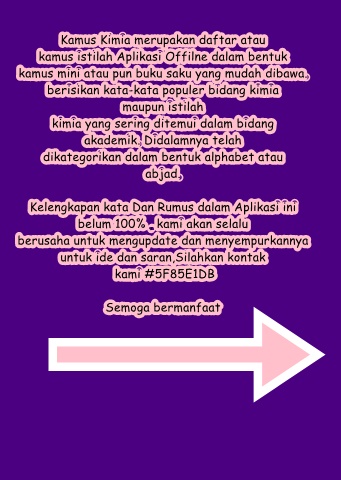 Kamus Kimia merupakan daftar atau
kamus istilah Aplikasi Offilne dalam bentuk
kamus mini atau pun buku saku yang mudah dibawa.,
berisikan kata-kata populer bidang kimia
maupun istilah
kimia yang sering ditemui dalam bidang
akademik. Didalamnya telah
dikategorikan dalam bentuk alphabet atau
abjad.,
Kelengkapan kata Dan Rumus dalam Aplikasi ini
belum 100% . kami akan selalu
berusaha untuk mengupdate dan menyempurkannya
untuk ide dan saran,Silahkan kontak
kami #5F85E1DB
Semoga bermanfaat